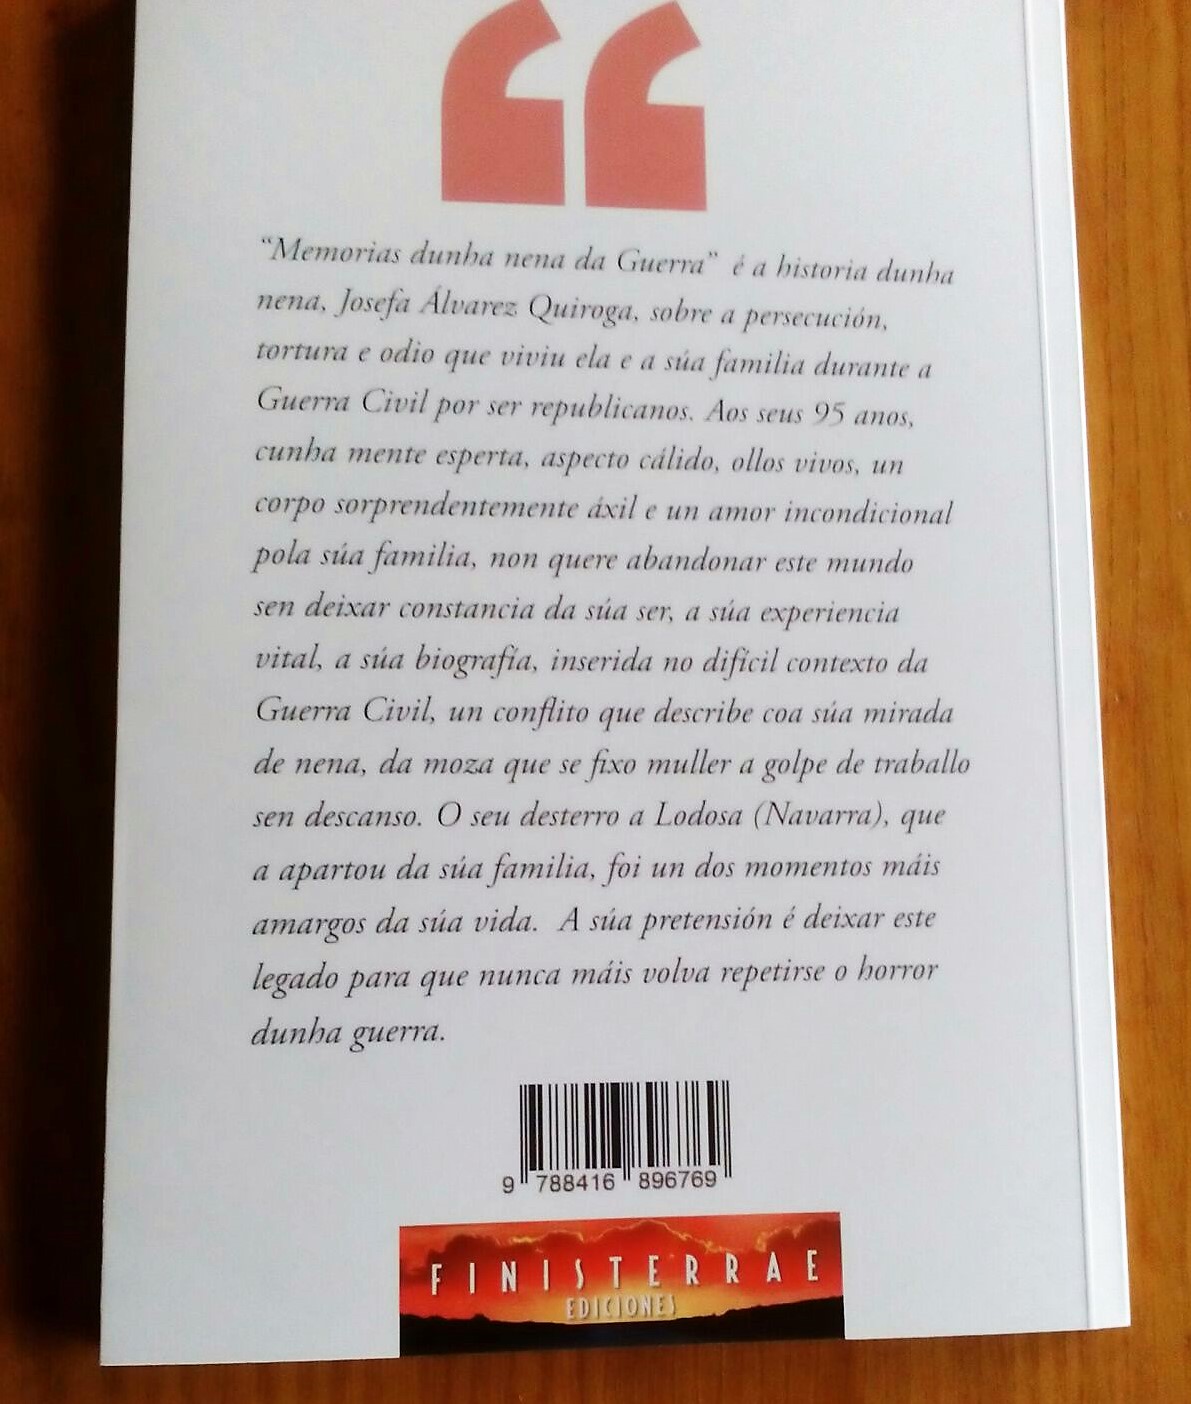 “Memorias dunha nena da Guerra” é a historia dunha
nena, Josefa Álvarez Quiroga, sobre a persecución,
tortura e odio que viviu ela e a súa familia durante a
Guerra Civil por ser republicanos. Aos seus 95 anos,
cunha mente esperta, aspecto cálido, ollos vivos, un
corpo sorprendentemente áxil e un amor incondicional
pola súa familia, non quere abandonar este mundo
sen deixar constancia da súa ser, a súa experiencia
vital, a súa biografía, inserida no difícil contexto da
Guerra Civil, un conflito que describe coa súa mirada
de nena, da moza que se fixo muller a golpe de traballo
sen descanso. O seu desterro a Lodosa (Navarra), que
a apartou da súa familia, foi un dos momentos máis
amargos da súa vida. A súa pretensión é deixar este
legado para que nunca máis volva repetirse o horror
dunha guerra.
9 788416 896769
FINISTERRAE
EDICIONES